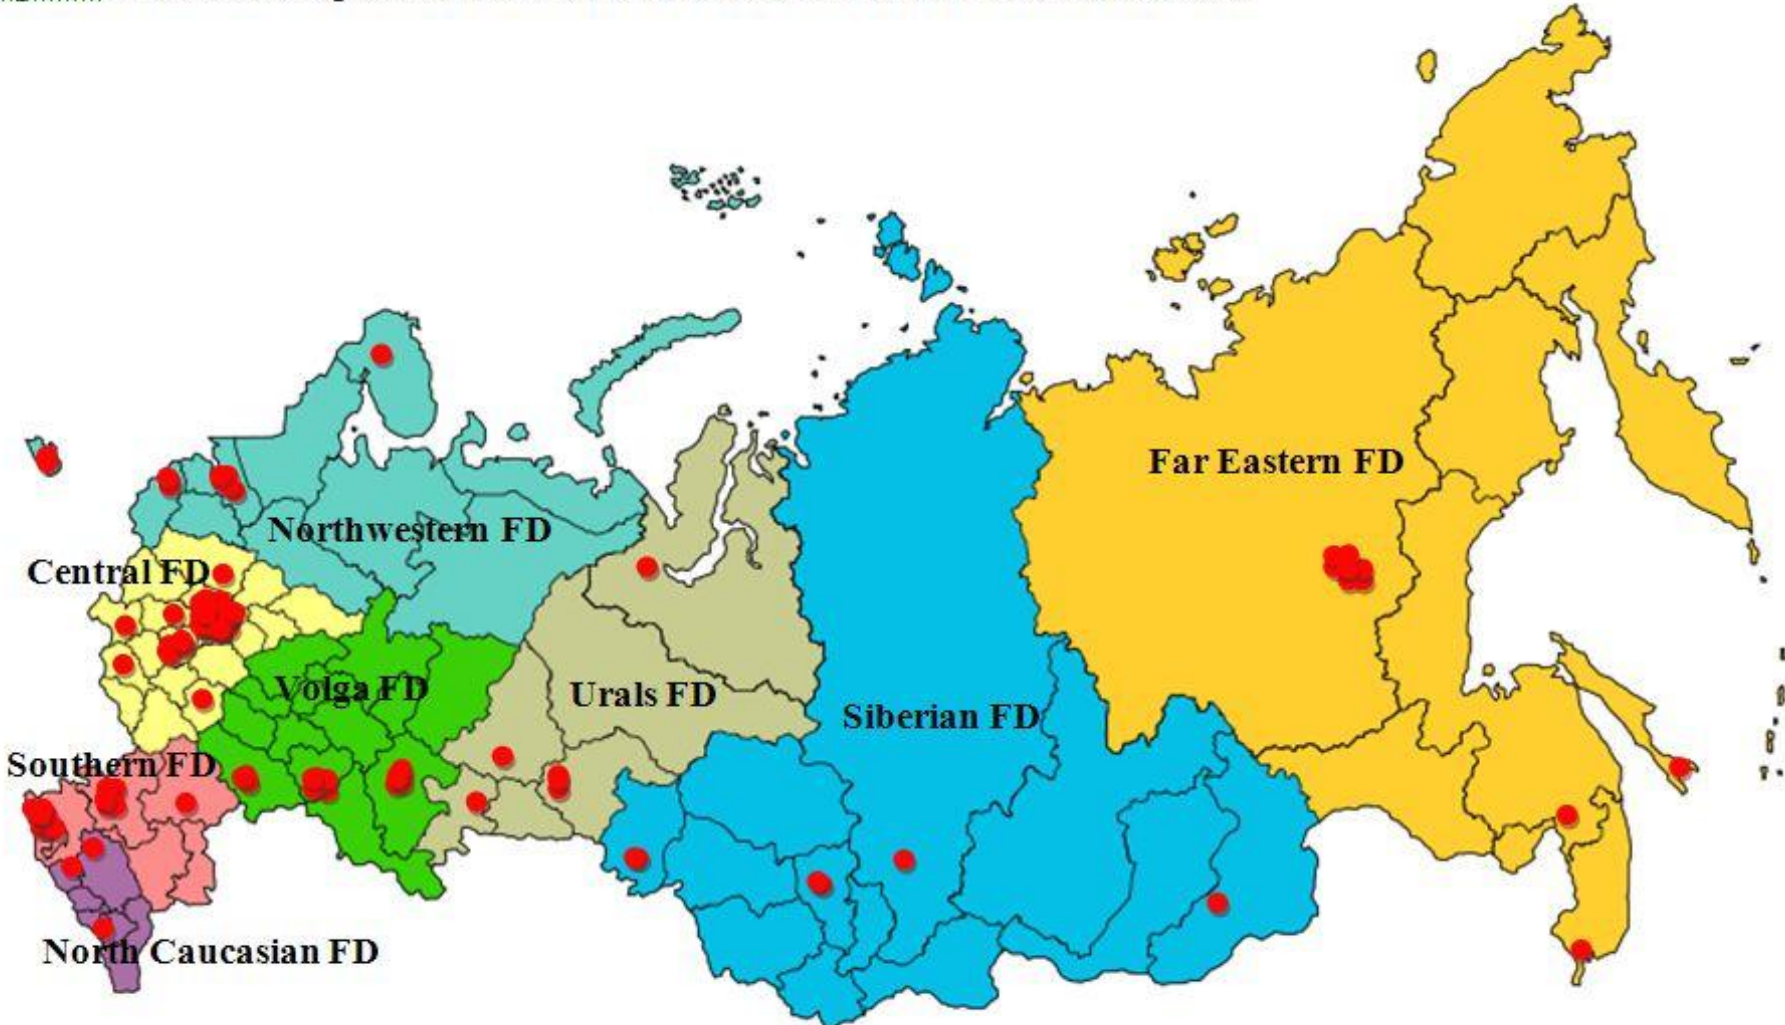 Far Eastern FD
Northwestern FD
Central FD
Volga FD
Urals FD
Siberian FD
Southern FD
North Caucasian FD